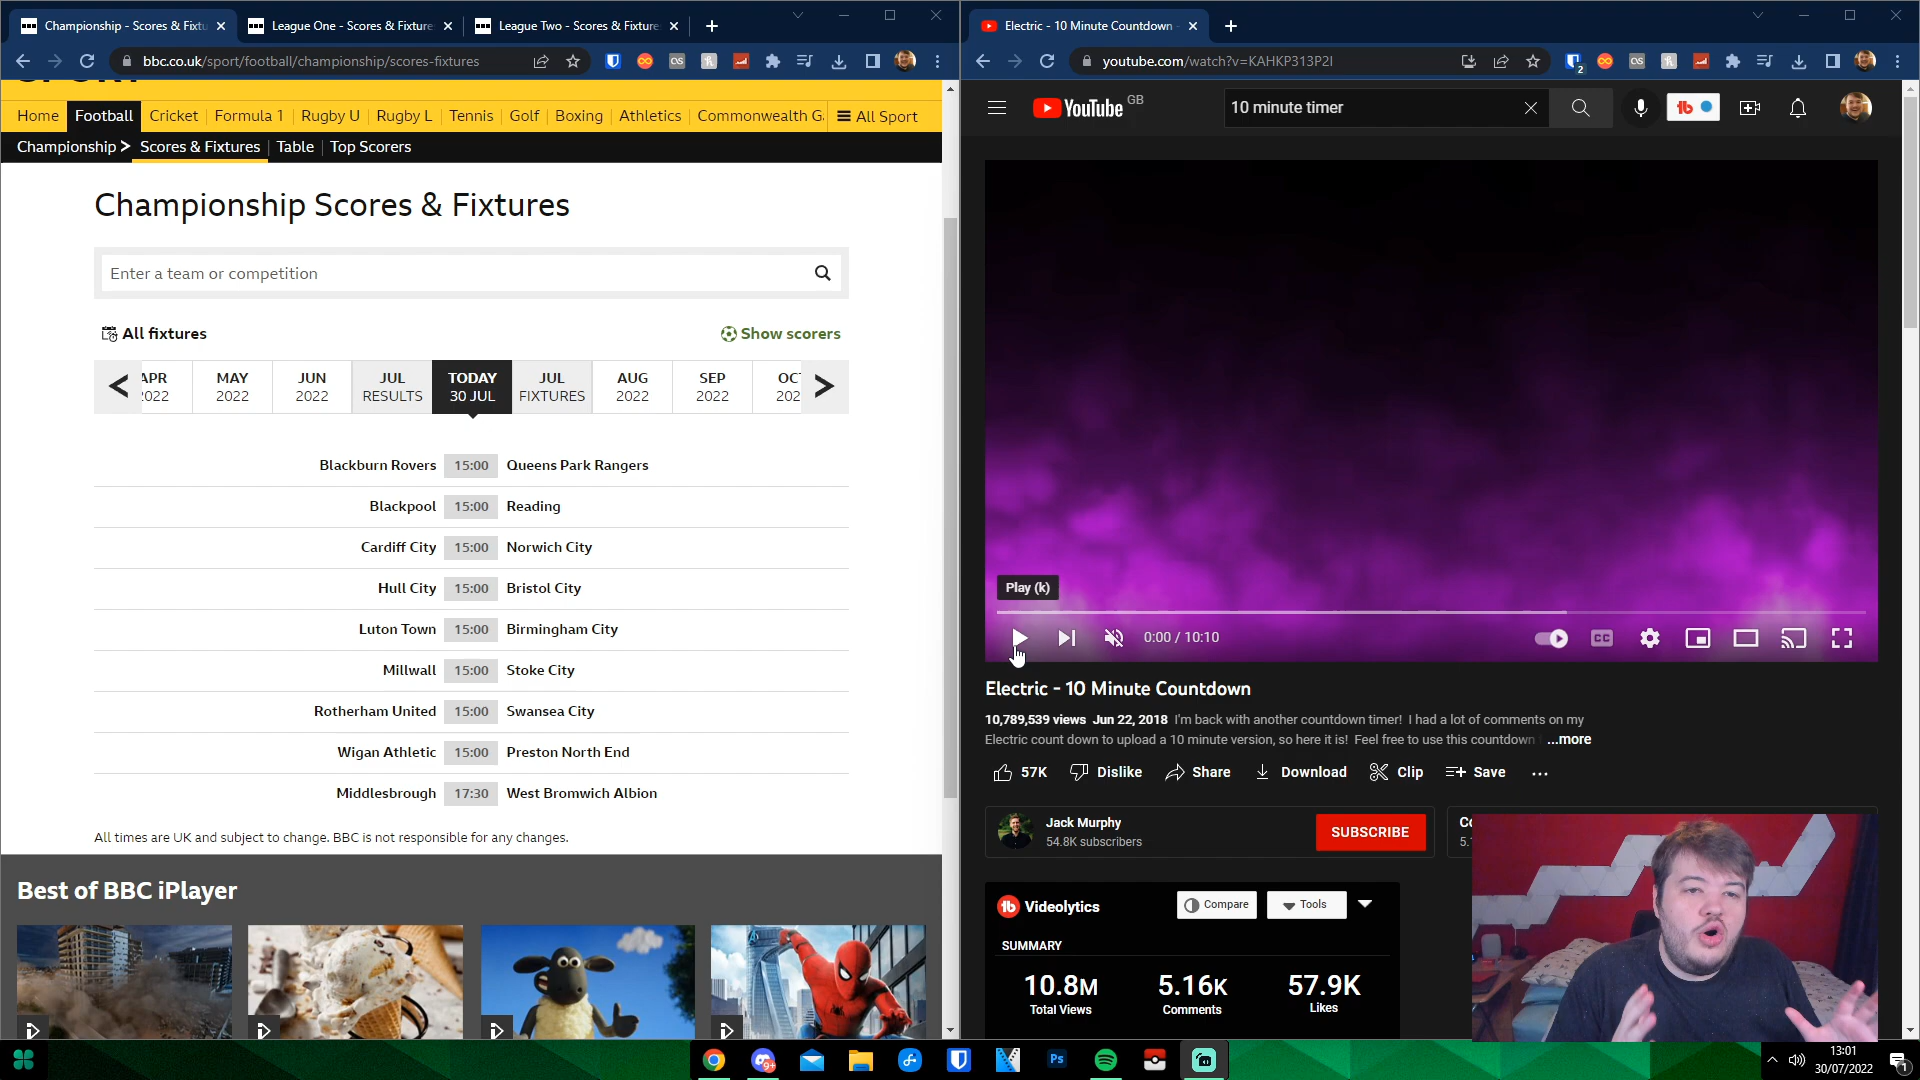 Championship - Scores & Fixtu
League One - Scores & Fixture
League Two - Scores & Fixture
bbc.co.uk/sport/football/championship/scores-fixtures
Home
Football
Cricket
Formula 1
Rugby U
Rugby L
Tennis
Golf
Boxing
Athletics
Commonwealth G
All Sport
Championship
Scores & Fixtures
Table
Top Scorers
Championship Scores & Fixtures
Enter a team or competition
All fixtures
Show scorers
APR 2022
MAY 2022
JUN 2022
JUL RESULTS
TODAY 30 JUL
JUL FIXTURES
AUG 2022
SEP 2022
OCT 202
Blackburn Rovers 15:00 Queens Park Rangers
Blackpool 15:00 Reading
Cardiff City 15:00 Norwich City
Hull City 15:00 Bristol City
Luton Town 15:00 Birmingham City
Millwall 15:00 Stoke City
Rotherham United 15:00 Swansea City
Wigan Athletic 15:00 Preston North End
Middlesbrough 17:30 West Bromwich Albion
All times are UK and subject to change. BBC is not responsible for any changes.
Best of BBC iPlayer
Electric - 10 Minute Countdown -
youtube.com/watch?v=KAHKP313P2I
YouTube GB
10 minute timer
Play (k)
0:00 / 10:10
CC
Electric - 10 Minute Countdown
10,789,539 views Jun 22, 2018 I'm back with another countdown timer! I had a lot of comments on my
Electric count down to upload a 10 minute version, so here it is! Feel free to use this countdown ...more
57K
Dislike
Share
Download
Clip
Save
Jack Murphy
54.8K subscribers
SUBSCRIBE
Videolytics
Compare
Tools
SUMMARY
10.8M
Total Views
5.16K
Comments
57.9K
Likes
Ps
13:01
30/07/2022